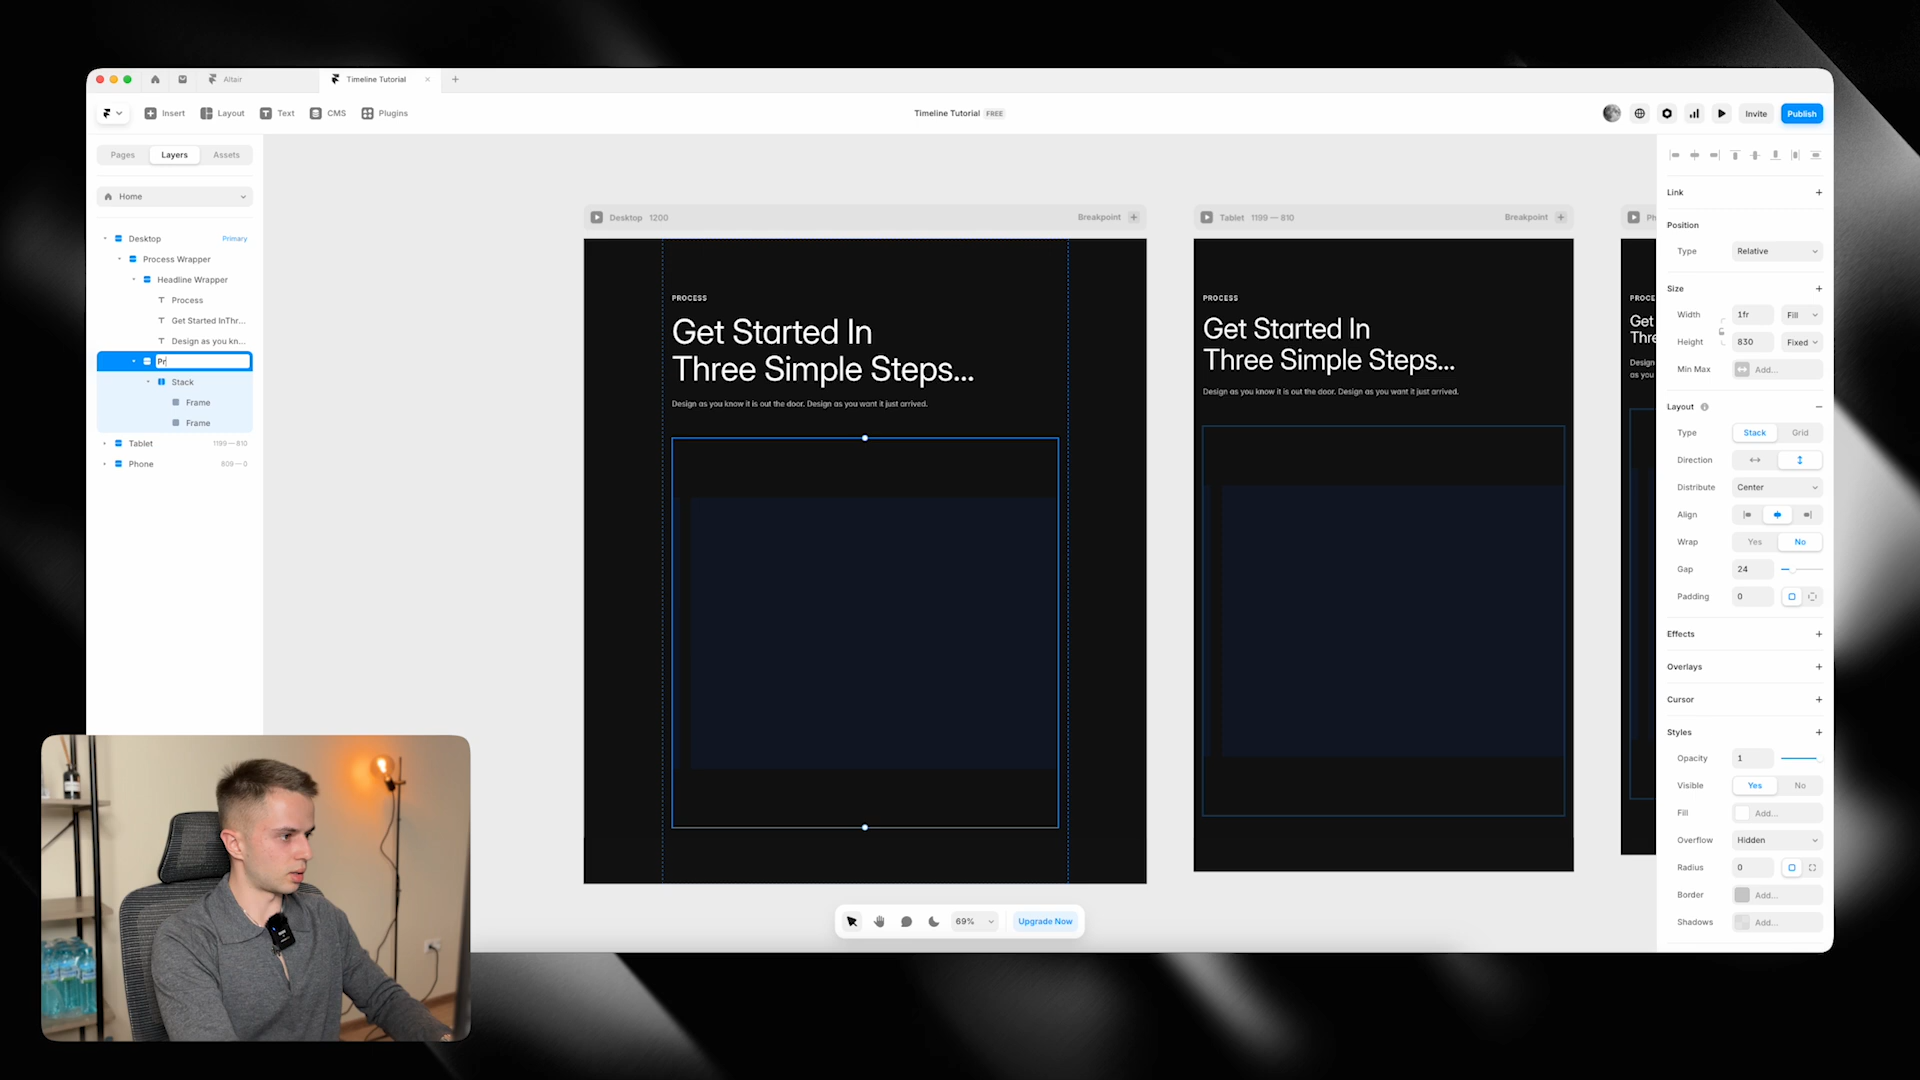 Altair
Timeline Tutorial
Insert
Layout
Text
CMS
Plugins
Timeline Tutorial FREE
Invite
Publish
Pages
Layers
Assets
Home
Desktop
Primary
Process Wrapper
Headline Wrapper
Process
Get Started InThr...
Design as you kn...
Pr
Stack
Frame
Frame
Tablet
1199 — 810
Phone
809 — 0
Desktop 1200
Breakpoint
PROCESS
Get Started In
Three Simple Steps...
Design as you know it is out the door. Design as you want it just arrived.
Tablet 1199 — 810
Breakpoint
PROCESS
Get Started In
Three Simple Steps...
Design as you know it is out the door. Design as you want it just arrived.
Ph
PROCE
Get
Thre
Design
as you
69%
Upgrade Now
Link
Position
Type
Relative
Size
Width
1fr
Fill
Height
830
Fixed
Min Max
Add...
Layout
Type
Stack
Grid
Direction
Distribute
Center
Align
Wrap
Yes
No
Gap
24
Padding
0
Effects
Overlays
Cursor
Styles
Opacity
1
Visible
Yes
No
Fill
Add...
Overflow
Hidden
Radius
0
Border
Add...
Shadows
Add...